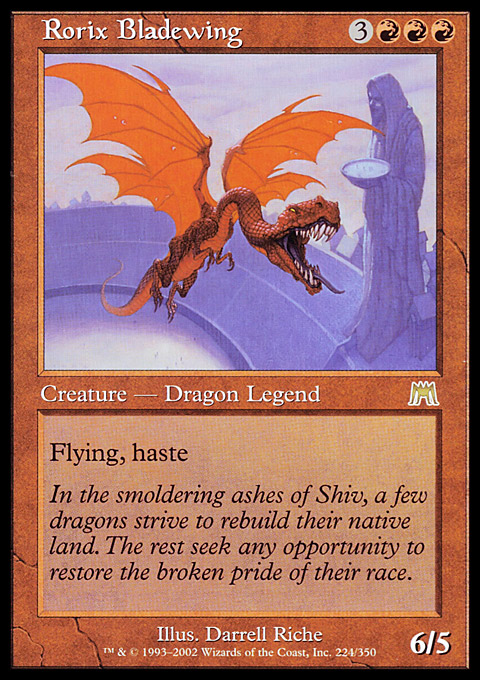 Rorix Bladewing 3
Creature — Dragon Legend
Flying, haste
In the smoldering ashes of Shiv, a few
dragons strive to rebuild their native
land. The rest seek any opportunity to
restore the broken pride of their race.
Illus. Darrell Riche
™ & © 1993–2002 Wizards of the Coast, Inc. 224/350
6/5